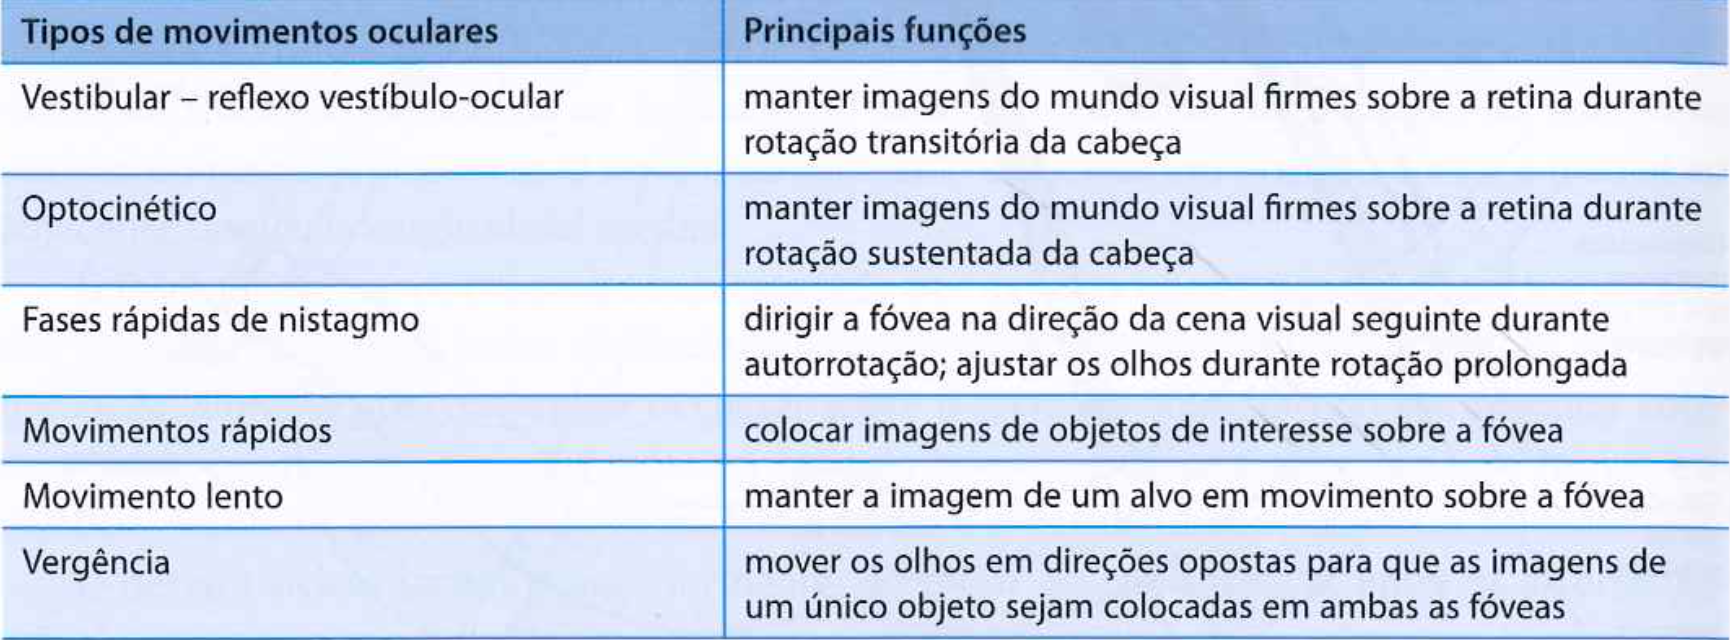 Tipos de movimentos oculares
Principais funções
Vestibular – reflexo vestíbulo-ocular
manter imagens do mundo visual firmes sobre a retina durante
rotação transitória da cabeça
Optocinético
manter imagens do mundo visual firmes sobre a retina durante
rotação sustentada da cabeça
Fases rápidas de nistagmo
dirigir a fóvea na direção da cena visual seguinte durante
autorrotação; ajustar os olhos durante rotação prolongada
Movimentos rápidos
colocar imagens de objetos de interesse sobre a fóvea
Movimento lento
manter a imagem de um alvo em movimento sobre a fóvea
Vergência
mover os olhos em direções opostas para que as imagens de
um único objeto sejam colocadas em ambas as fóveas